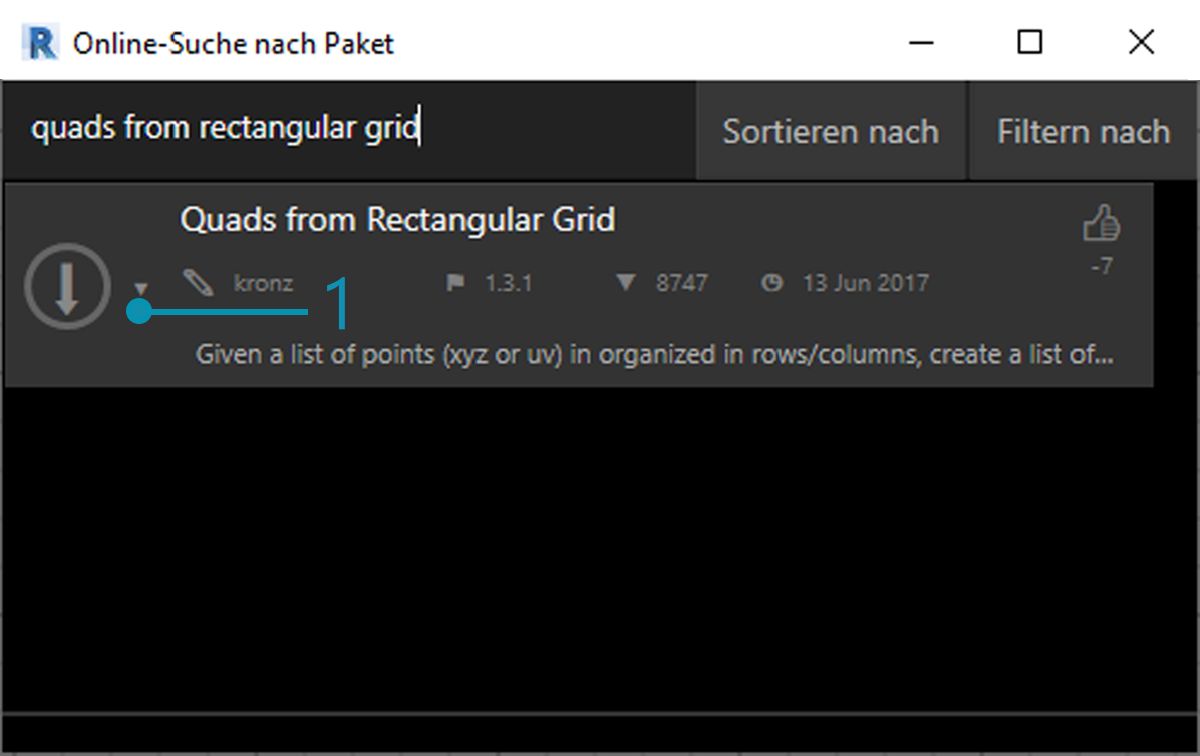 R Online-Suche nach Paket
quads from rectangular grid Sortieren nach Filtern nach
Quads from Rectangular Grid
kronz 1.3.1 8747 13 Jun 2017 -7
1
Given a list of points (xyz or uv) in organized in rows/columns, create a list of...